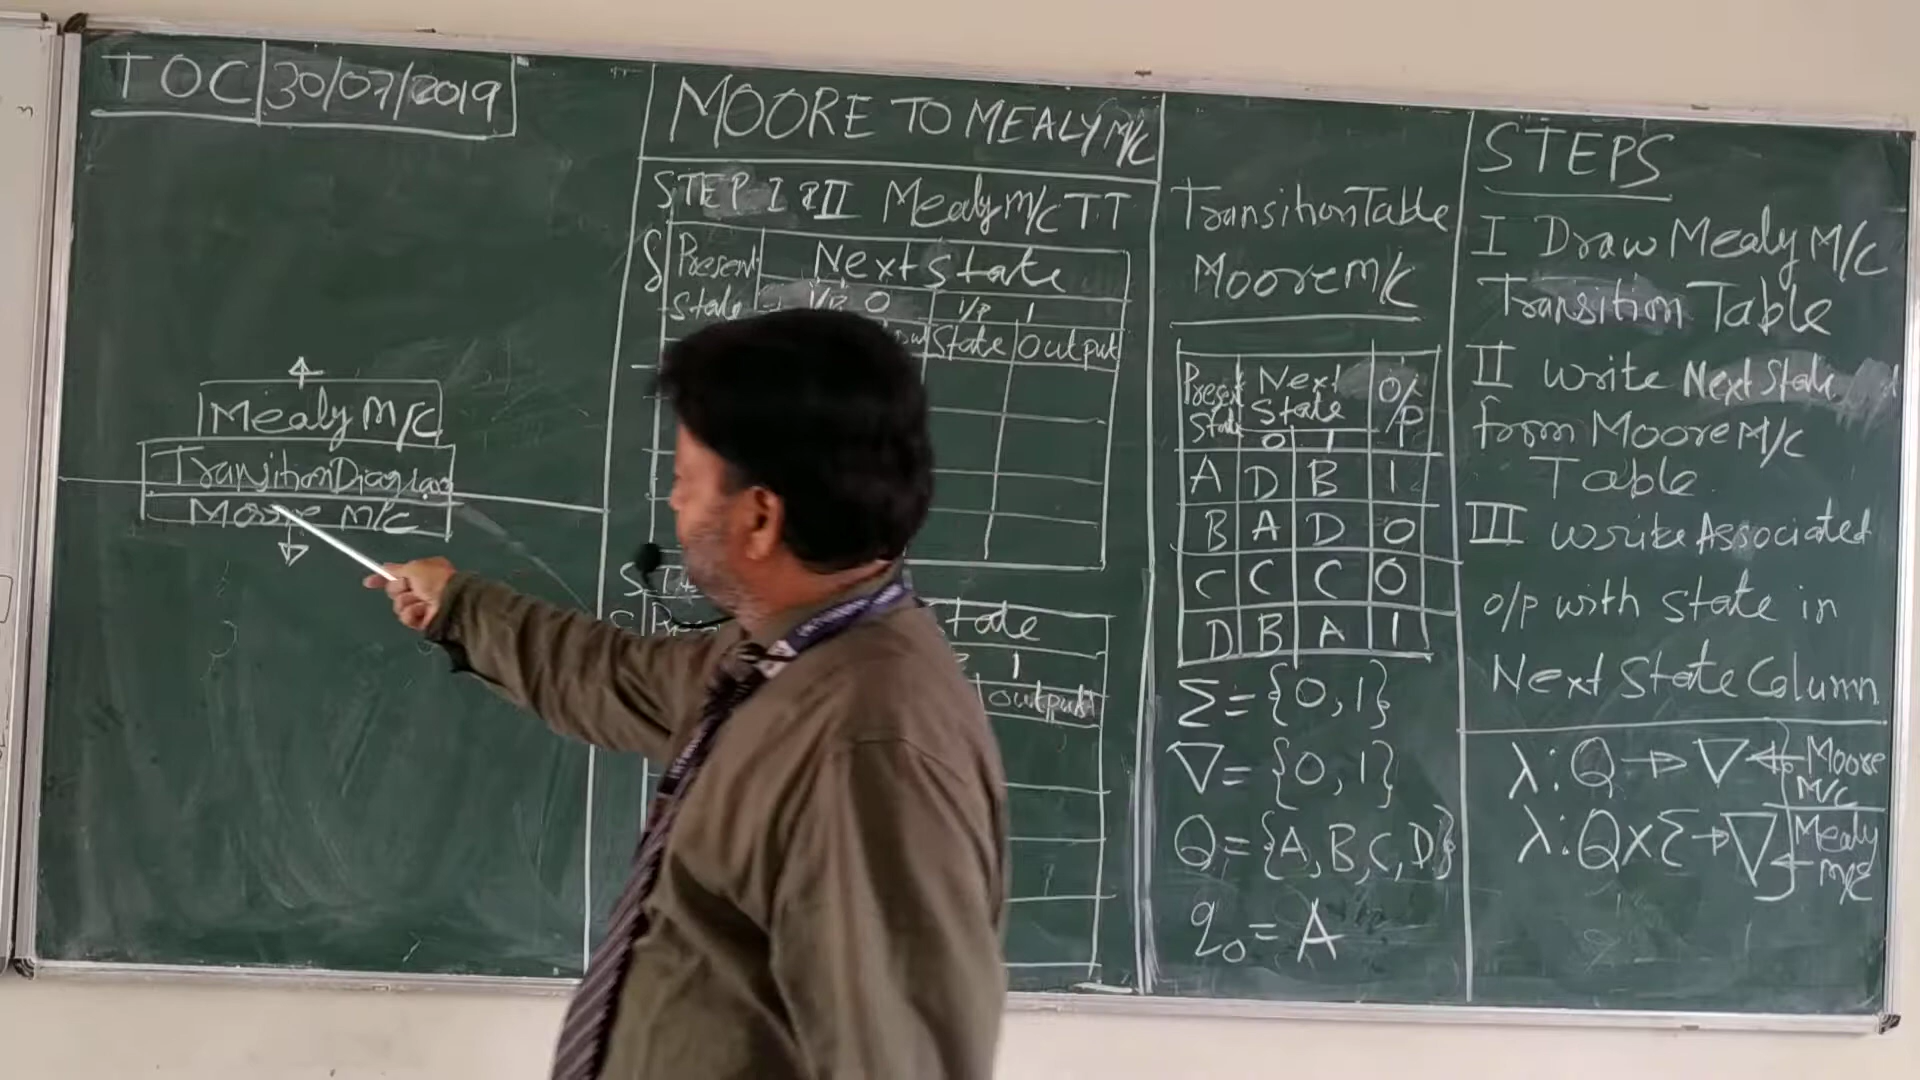 TOC 30/07/2019
Mealy M/C
Transition Diagram
Moore M/C
MOORE TO MEALY M/C
STEP I & II Mealy M/C TT
δ Present Next State
State I/P 0 I/P 1
State Output
tate
1
output
Transition Table
Moore M/C
Present Next O/P
State State
0 1
A D B 1
B A D 0
C C C 0
D B A 1
Σ = {0, 1}
∇ = {0, 1}
Q = {A, B, C, D}
q₀ = A
STEPS
I Draw Mealy M/C
Transition Table
II Write Next State
from Moore M/C
Table
III Write Associated
o/p with State in
Next State Column
λ: Q → ∇ Moore
M/C
λ: Q × Σ → ∇ Mealy
M/C